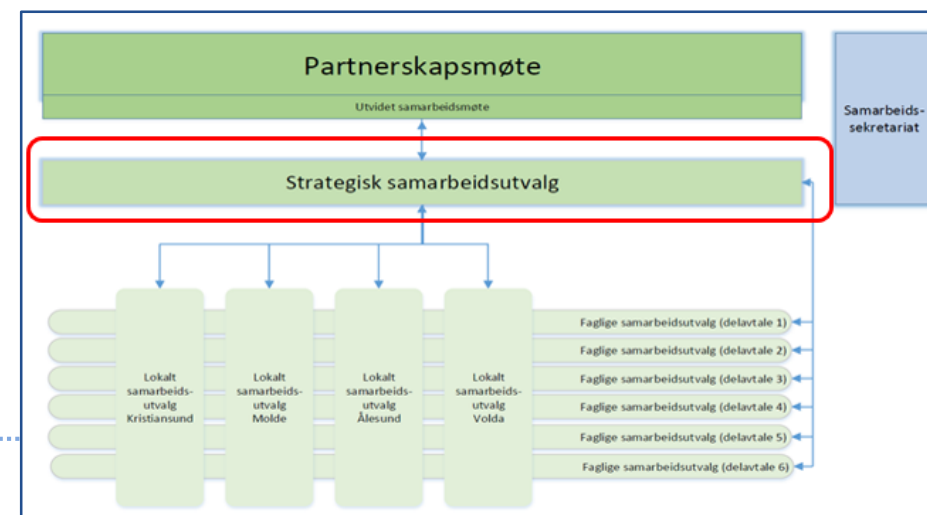 Partnerskapsmøte
Utvidet samarbeidsmøte
Samarbeids-
sekretariat
Strategisk samarbeidsutvalg
Faglige samarbeidsutvalg (delavtale 1)
Faglige samarbeidsutvalg (delavtale 2)
Faglige samarbeidsutvalg (delavtale 3)
Faglige samarbeidsutvalg (delavtale 4)
Faglige samarbeidsutvalg (delavtale 5)
Faglige samarbeidsutvalg (delavtale 6)
Lokalt
samarbeids-
utvalg
Kristiansund
Lokalt
samarbeids-
utvalg
Molde
Lokalt
samarbeids-
utvalg
Ålesund
Lokalt
samarbeids-
utvalg
Volda